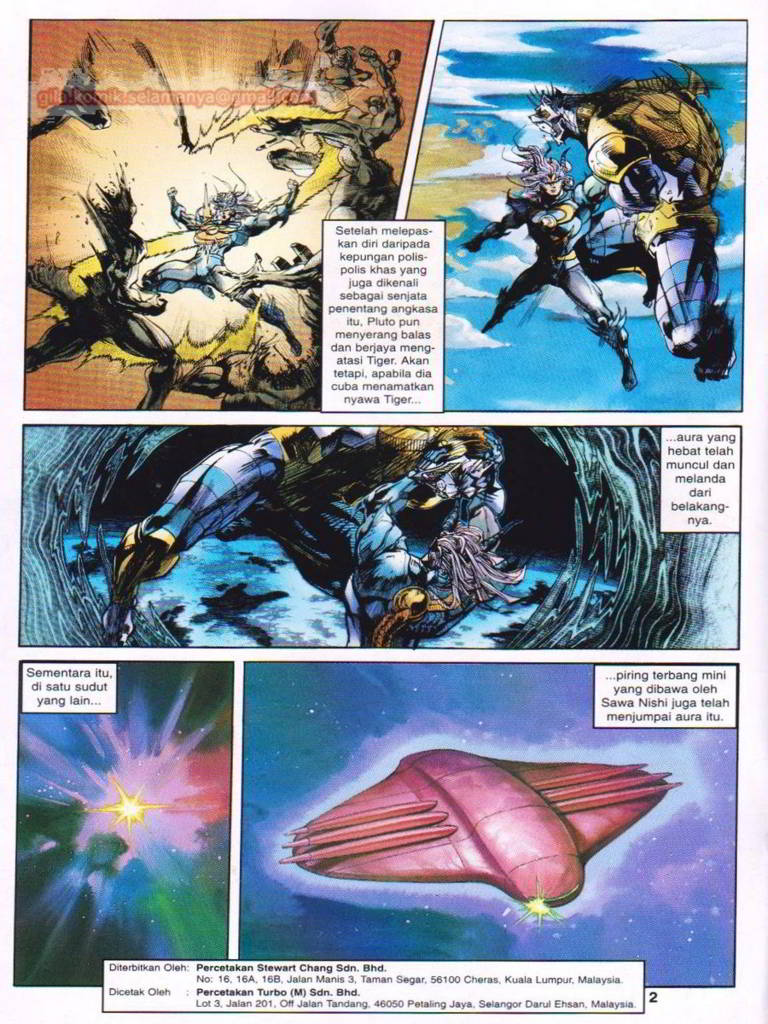 gila.komik.selamanya@gmail.com
Setelah melepas-
kan diri daripada
kepungan polis-
polis khas yang
juga dikenali
sebagai senjata
penentang angkasa
itu, Pluto pun
menyerang balas
dan berjaya meng-
atasi Tiger. Akan
tetapi, apabila dia
cuba menamatkan
nyawa Tiger...
...aura yang
hebat telah
muncul dan
melanda
dari
belakang-
nya.
Sementara itu,
di satu sudut
yang lain...
...piring terbang mini
yang dibawa oleh
Sawa Nishi juga telah
menjumpai aura itu.
Diterbitkan Oleh: Percetakan Stewart Chang Sdn. Bhd.
No: 16, 16A, 16B, Jalan Manis 3, Taman Segar, 56100 Cheras, Kuala Lumpur, Malaysia.
Dicetak Oleh : Percetakan Turbo (M) Sdn. Bhd.
Lot 3, Jalan 201, Off Jalan Tandang, 46050 Petaling Jaya, Selangor Darul Ehsan, Malaysia.
2